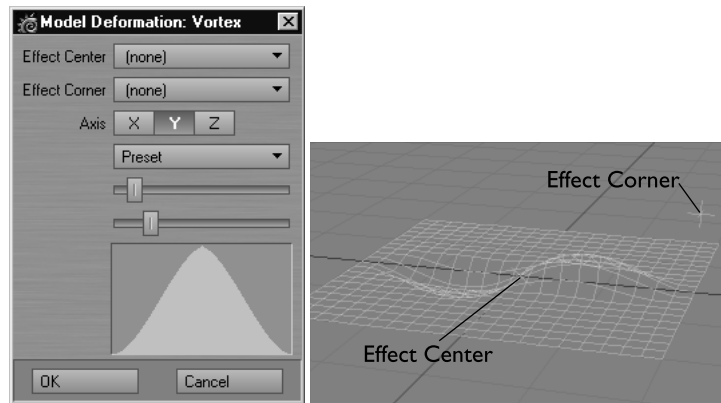 Model Deformation: Vortex
Effect Center (none)
Effect Corner (none)
Axis X Y Z
Preset
OK Cancel
Effect Corner
Effect Center